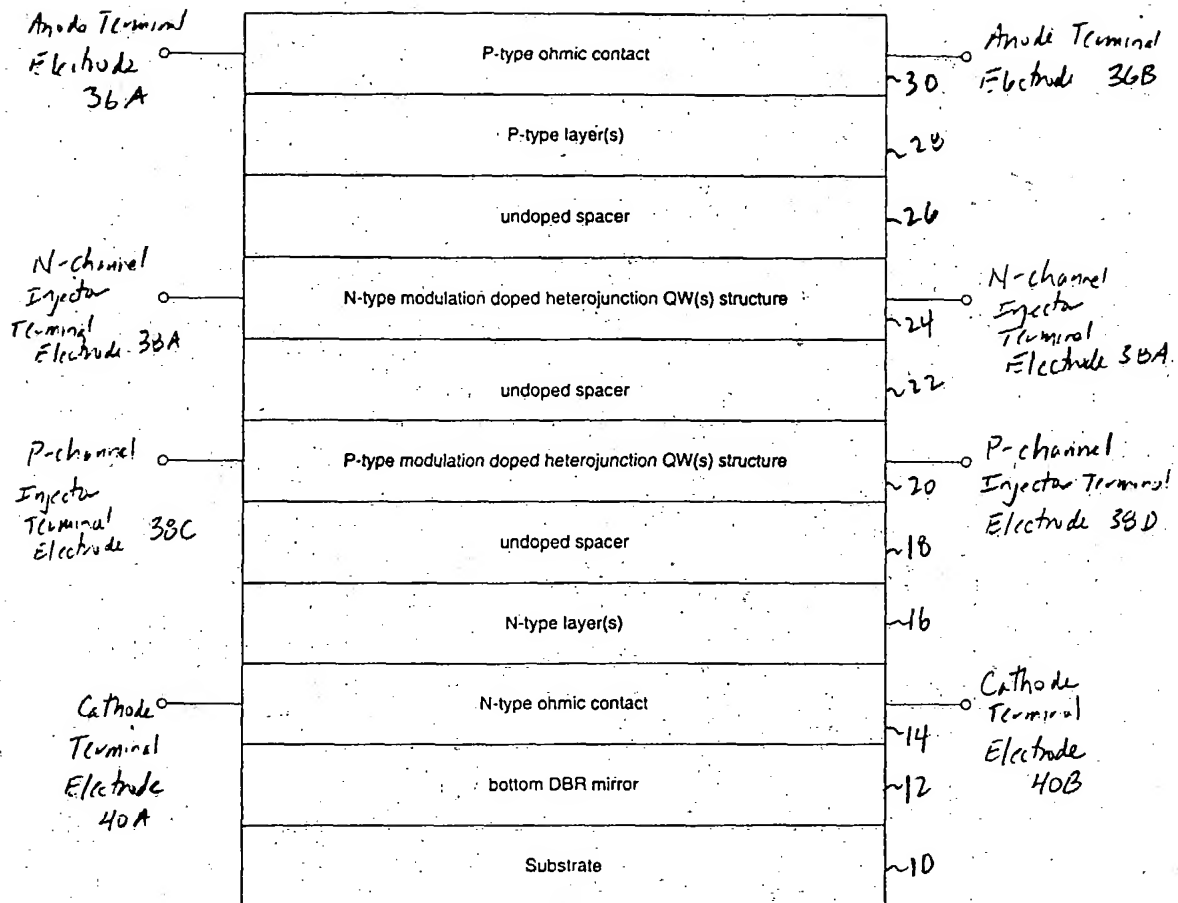 Anode Terminal
Electrode
36A
P-type ohmic contact
30
Anode Terminal
Electrode 36B
P-type layer(s)
28
undoped spacer
26
N-channel
Injector
Terminal
Electrode 38A
N-type modulation doped heterojunction QW(s) structure
24
N-channel
Injector
Terminal
Electrode 38A
undoped spacer
22
P-channel
Injector
Terminal
Electrode 38C
P-type modulation doped heterojunction QW(s) structure
20
P-channel
Injector Terminal
Electrode 38D
undoped spacer
18
N-type layer(s)
16
Cathode
Terminal
Electrode
40A
N-type ohmic contact
14
Cathode
Terminal
Electrode
40B
bottom DBR mirror
12
Substrate
10